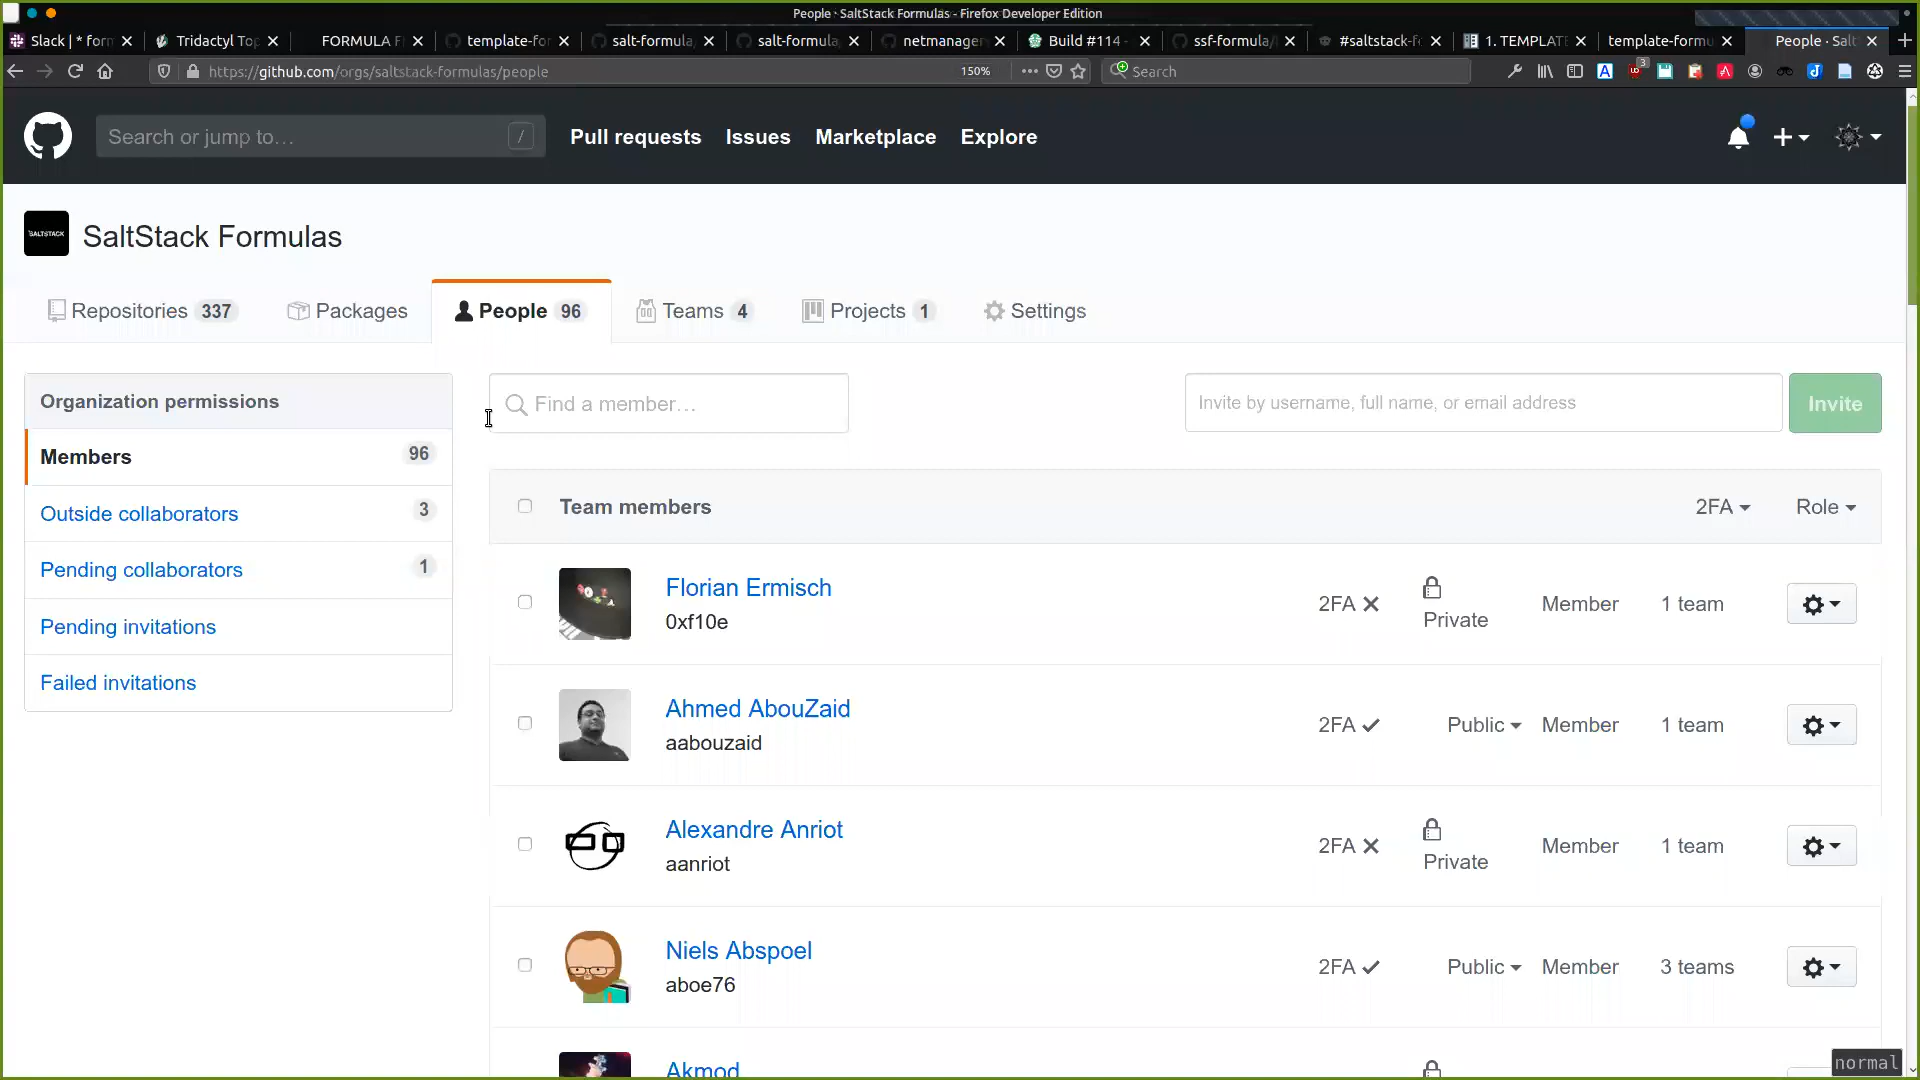 People · SaltStack Formulas - Firefox Developer Edition
Slack | * form
Tridactyl Top
FORMULA F
template-for
salt-formula
salt-formula
netmanager
Build #114 -
ssf-formula/
#saltstack-f
1. TEMPLATE
template-formu
People · Salt
https://github.com/orgs/saltstack-formulas/people
150%
Search
3
Search or jump to…
/
Pull requests
Issues
Marketplace
Explore
SALTSTACK
SaltStack Formulas
Repositories 337
Packages
People 96
Teams 4
Projects 1
Settings
Organization permissions
Members 96
Outside collaborators 3
Pending collaborators 1
Pending invitations
Failed invitations
Find a member…
Invite by username, full name, or email address
Invite
Team members
2FA
Role
Florian Ermisch
0xf10e
2FA
Private
Member
1 team
Ahmed AbouZaid
aabouzaid
2FA
Public
Member
1 team
Alexandre Anriot
aanriot
2FA
Private
Member
1 team
Niels Abspoel
aboe76
2FA
Public
Member
3 teams
Akmod
normal